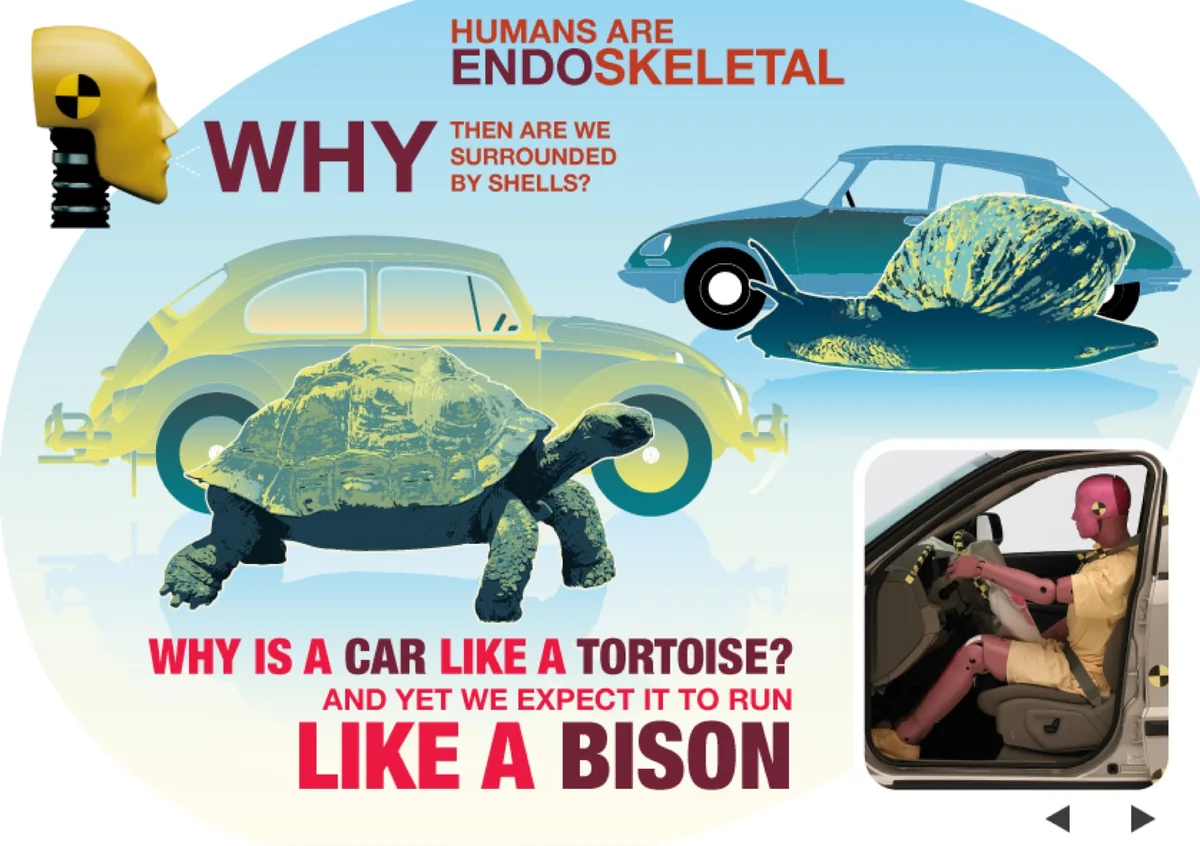 HUMANS ARE
ENDOSKELETAL
WHY
THEN ARE WE
SURROUNDED
BY SHELLS?
WHY IS A CAR LIKE A TORTOISE?
AND YET WE EXPECT IT TO RUN
LIKE A BISON